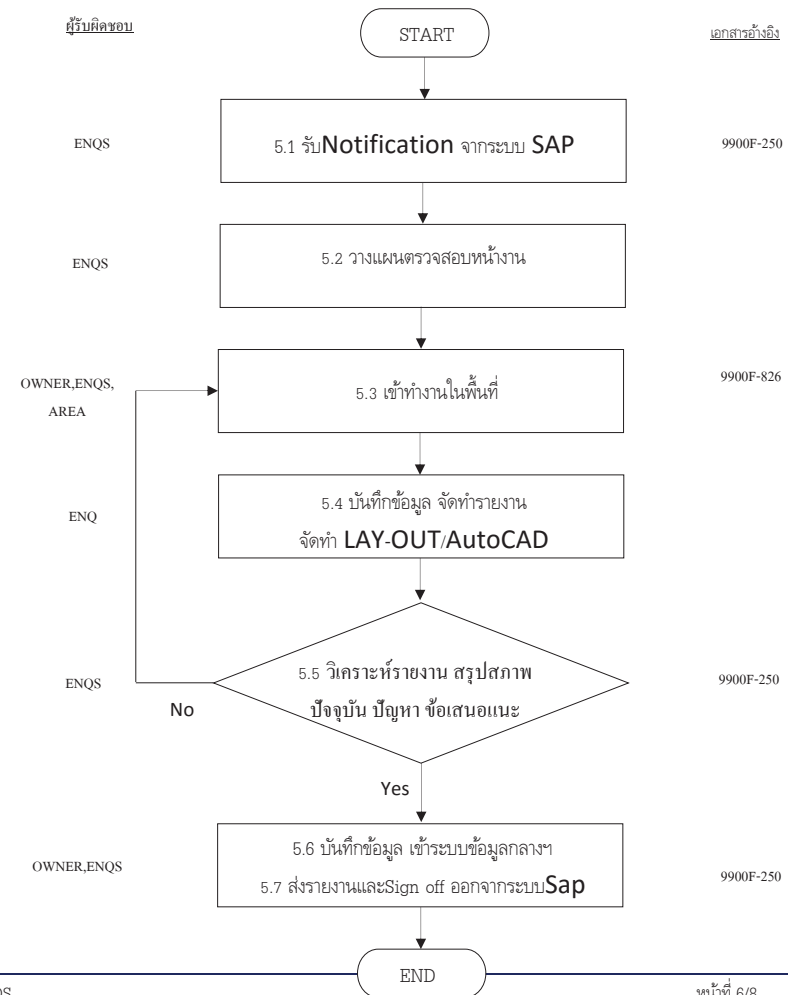 ผู้รับผิดชอบ
START
เอกสารอ้างอิง
ENQS
5.1 รับNotification จากระบบ SAP
9900F-250
ENQS
5.2 วางแผนตรวจสอบหน้างาน
OWNER,ENQS,
AREA
5.3 เข้าทำงานในพื้นที่
9900F-826
ENQ
5.4 บันทึกข้อมูล จัดทำรายงาน
จัดทำ LAY-OUT/AutoCAD
ENQS
5.5 วิเคราะห์รายงาน สรุปสภาพ
ปัจจุบัน ปัญหา ข้อเสนอแนะ
9900F-250
No
Yes
OWNER,ENQS
5.6 บันทึกข้อมูล เข้าระบบข้อมูลกลางฯ
5.7 ส่งรายงานและSign off ออกจากระบบSap
9900F-250
END
หน้าที่ 6/8